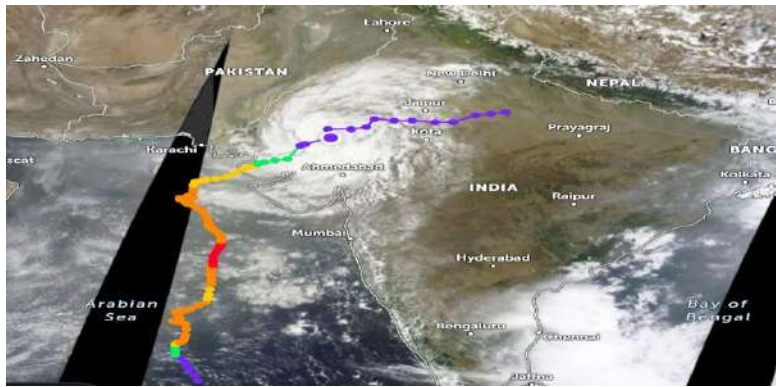 Lahore
Zahedan
PAKISTAN
New Delhi
NEPAL
Jaipur
Karachi
Kota
Prayagraj
BANG
scat
Ahmedabad
Kolkata
INDIA
Raipur
Mumbai
Hyderabad
Arabian
Sea
Bay of
Bengal
Bengaluru
Chennai
Jaffna